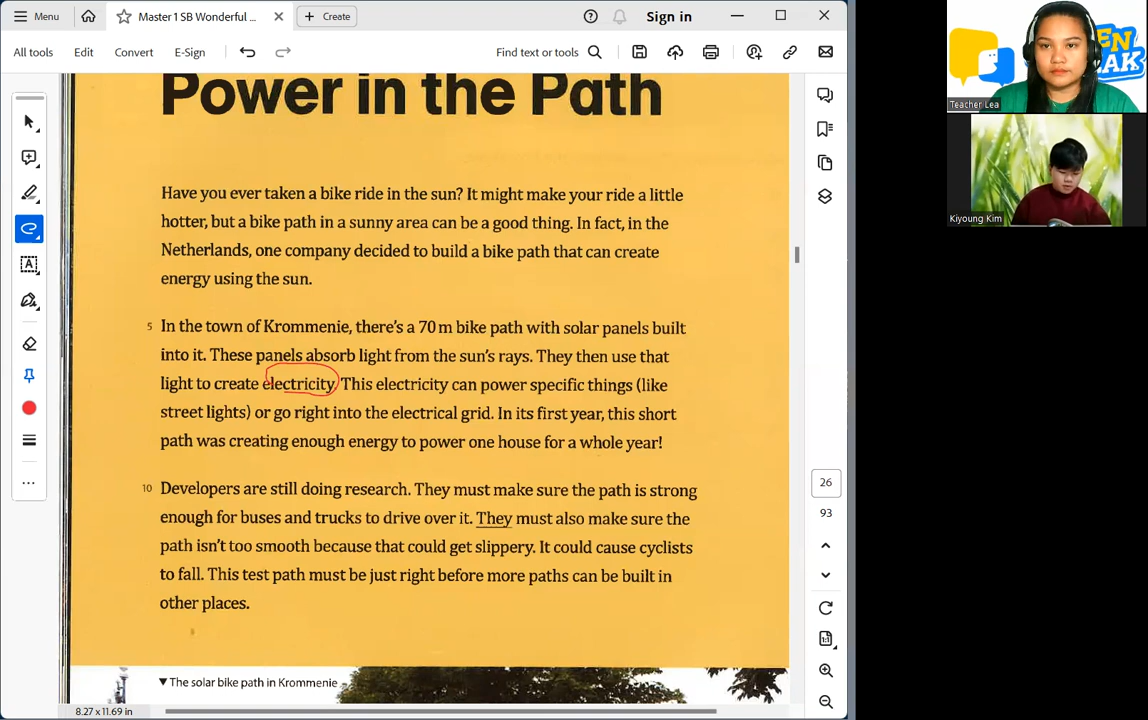 Menu
Master 1 SB Wonderful ...
Create
Sign in
All tools
Edit
Convert
E-Sign
Find text or tools
Power in the Path
Have you ever taken a bike ride in the sun? It might make your ride a little
hotter, but a bike path in a sunny area can be a good thing. In fact, in the
Netherlands, one company decided to build a bike path that can create
energy using the sun.
5 In the town of Krommenie, there's a 70 m bike path with solar panels built
into it. These panels absorb light from the sun's rays. They then use that
light to create electricity. This electricity can power specific things (like
street lights) or go right into the electrical grid. In its first year, this short
path was creating enough energy to power one house for a whole year!
10 Developers are still doing research. They must make sure the path is strong
enough for buses and trucks to drive over it. They must also make sure the
path isn't too smooth because that could get slippery. It could cause cyclists
to fall. This test path must be just right before more paths can be built in
other places.
▼ The solar bike path in Krommenie
8.27 x 11.69 in
26
93
EN
AK
Teacher Lea
Kiyoung Kim